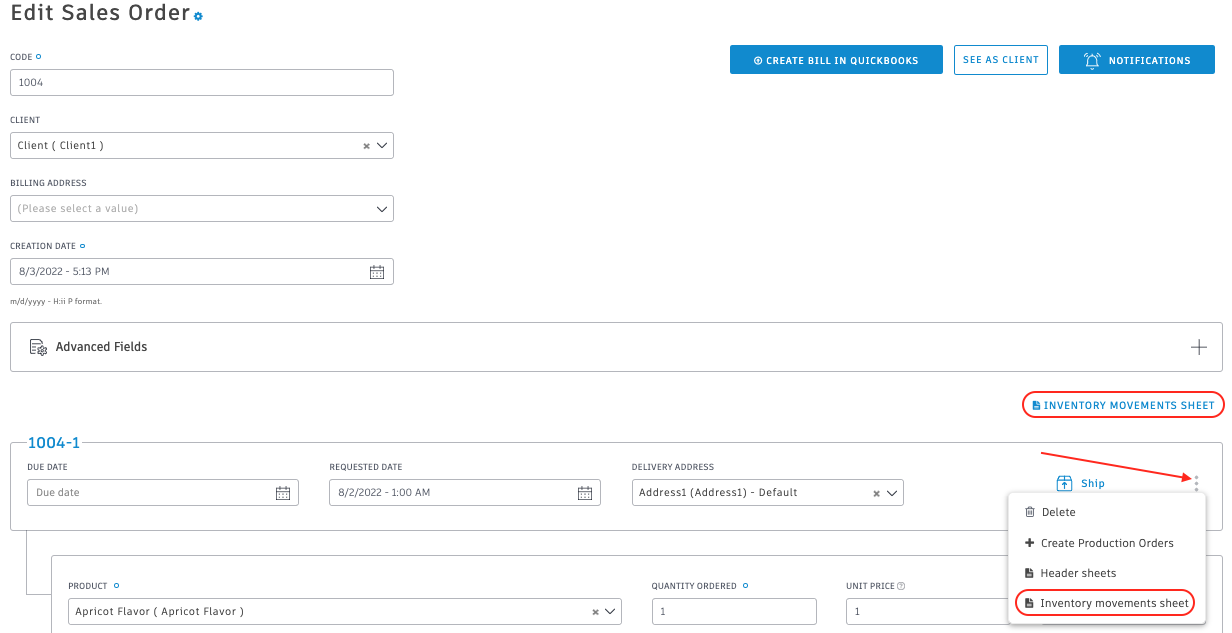 Edit Sales Order
CODE
1004
CREATE BILL IN QUICKBOOKS
SEE AS CLIENT
NOTIFICATIONS
CLIENT
Client ( Client1 )
BILLING ADDRESS
(Please select a value)
CREATION DATE
8/3/2022 - 5:13 PM
m/d/yyyy - H:ii P format.
Advanced Fields
INVENTORY MOVEMENTS SHEET
1004-1
DUE DATE
Due date
REQUESTED DATE
8/2/2022 - 1:00 AM
DELIVERY ADDRESS
Address1 (Address1) - Default
Ship
Delete
Create Production Orders
Header sheets
Inventory movements sheet
PRODUCT
Apricot Flavor ( Apricot Flavor )
QUANTITY ORDERED
1
UNIT PRICE
1